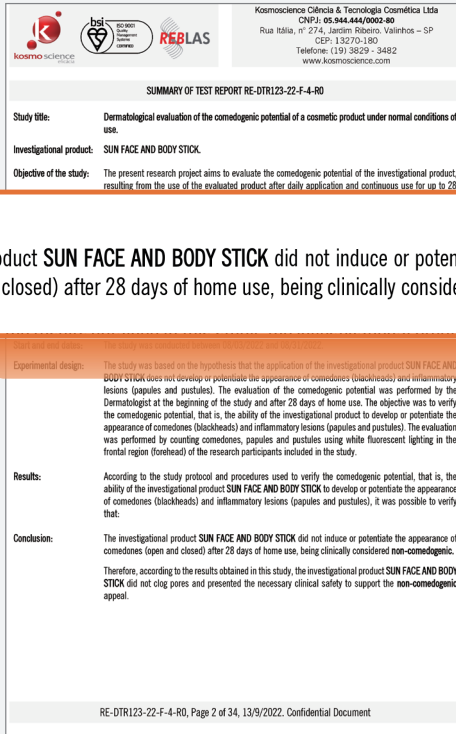 Kosmoscience Ciência & Tecnologia Cosmética Ltda
CNPJ: 05.944.444/0002-80
Rua Itália, n° 274, Jardim Ribeiro. Valinhos – SP
CEP: 13270-180
Telefone: (19) 3829 - 3482
www.kosmoscience.com
kosmo science
eficácia
bsi.
ISO 9001
Quality
Management
Systems
CERTIFIED
REBLAS
SUMMARY OF TEST REPORT RE-DTR123-22-F-4-R0
Study title: Dermatological evaluation of the comedogenic potential of a cosmetic product under normal conditions of
use.
Investigational product: SUN FACE AND BODY STICK.
Objective of the study: The present research project aims to evaluate the comedogenic potential of the investigational product,
resulting from the use of the evaluated product after daily application and continuous use for up to 28
oduct SUN FACE AND BODY STICK did not induce or poten
closed) after 28 days of home use, being clinically conside
Start and end dates: The study was conducted between
Experimental design: The study was based on the hypothesis that the application of the investigational product SUN FACE AND
BODY STICK does not develop or potentiate the appearance of comedones (blackheads) and inflammatory
lesions (papules and pustules). The evaluation of the comedogenic potential was performed by the
Dermatologist at the beginning of the study and after 28 days of home use. The objective was to verify
the comedogenic potential, that is, the ability of the investigational product to develop or potentiate the
appearance of comedones (blackheads) and inflammatory lesions (papules and pustules). The evaluation
was performed by counting comedones, papules and pustules using white fluorescent lighting in the
frontal region (forehead) of the research participants included in the study.
Results: According to the study protocol and procedures used to verify the comedogenic potential, that is, the
ability of the investigational product SUN FACE AND BODY STICK to develop or potentiate the appearance
of comedones (blackheads) and inflammatory lesions (papules and pustules), it was possible to verify
that:
Conclusion: The investigational product SUN FACE AND BODY STICK did not induce or potentiate the appearance of
comedones (open and closed) after 28 days of home use, being clinically considered non-comedogenic.
Therefore, according to the results obtained in this study, the investigational product SUN FACE AND BODY
STICK did not clog pores and presented the necessary clinical safety to support the non-comedogenic
appeal.
RE-DTR123-22-F-4-R0, Page 2 of 34, 13/9/2022. Confidential Document